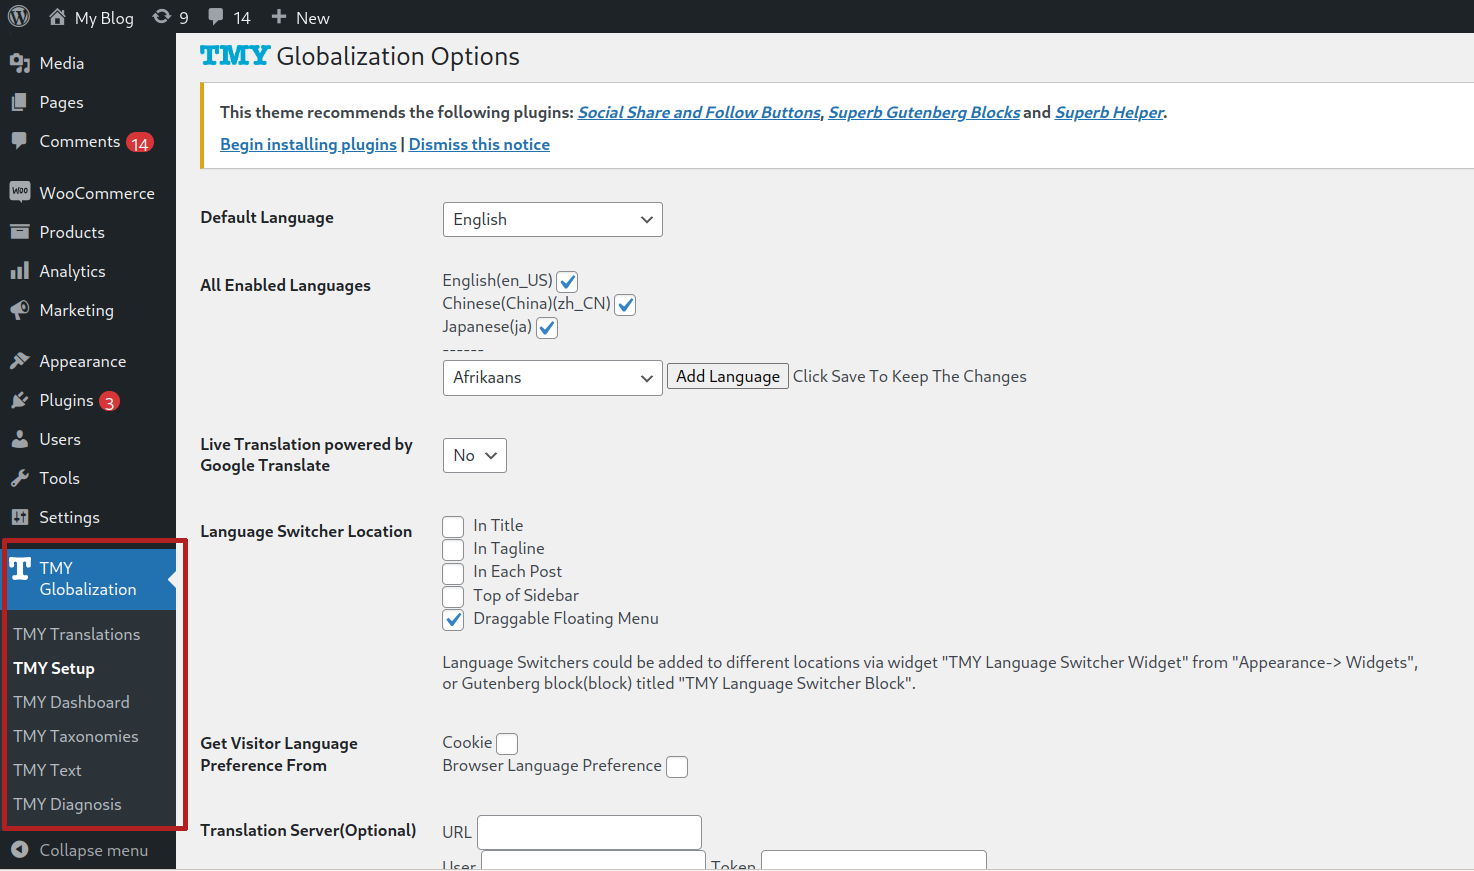 My Blog 9 14 New
Media
Pages
Comments 14
WOO WooCommerce
Products
Analytics
Marketing
Appearance
Plugins 3
Users
Tools
Settings
T TMY
Globalization
TMY Translations
TMY Setup
TMY Dashboard
TMY Taxonomies
TMY Text
TMY Diagnosis
Collapse menu
TMY Globalization Options
This theme recommends the following plugins: Social Share and Follow Buttons, Superb Gutenberg Blocks and Superb Helper.
Begin installing plugins | Dismiss this notice
Default Language English
All Enabled Languages English(en_US)
Chinese(China)(zh_CN)
Japanese(ja)
------
Afrikaans Add Language Click Save To Keep The Changes
Live Translation powered by
Google Translate
No
Language Switcher Location In Title
In Tagline
In Each Post
Top of Sidebar
Draggable Floating Menu
Language Switchers could be added to different locations via widget "TMY Language Switcher Widget" from "Appearance-> Widgets",
or Gutenberg block(block) titled "TMY Language Switcher Block".
Get Visitor Language
Preference From
Cookie
Browser Language Preference
Translation Server(Optional) URL
User Token